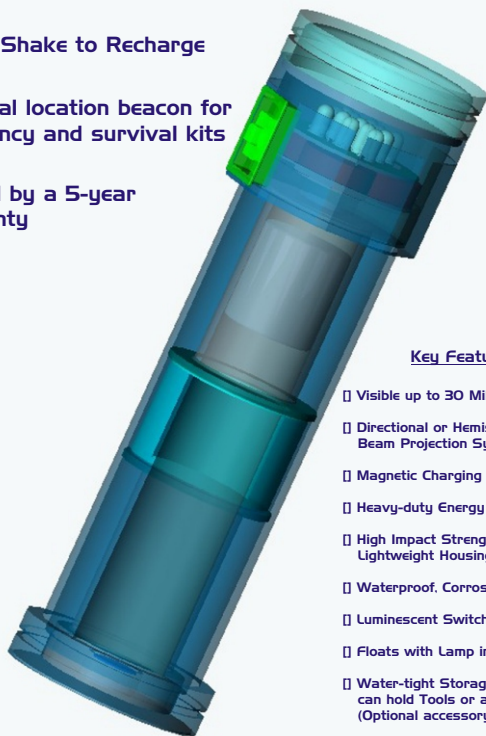 Shake to Recharge
al location beacon for
ncy and survival kits
by a 5-year
nty
Key Featu
[] Visible up to 30 Mi
[] Directional or Hemis
Beam Projection Sy
[] Magnetic Charging
[] Heavy-duty Energy
[] High Impact Streng
Lightweight Housing
[] Waterproof, Corros
[] Luminescent Switch
[] Floats with Lamp in
[] Water-tight Storag
can hold Tools or a
(Optional accessory